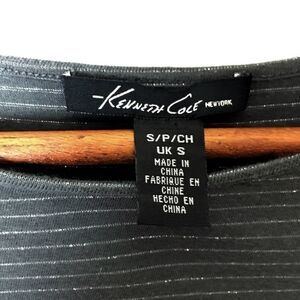 Kenneth Cole NEW YORK
S/P/CH
UK S
MADE IN
CHINA
FABRIQUE EN
CHINE
HECHO EN
CHINA